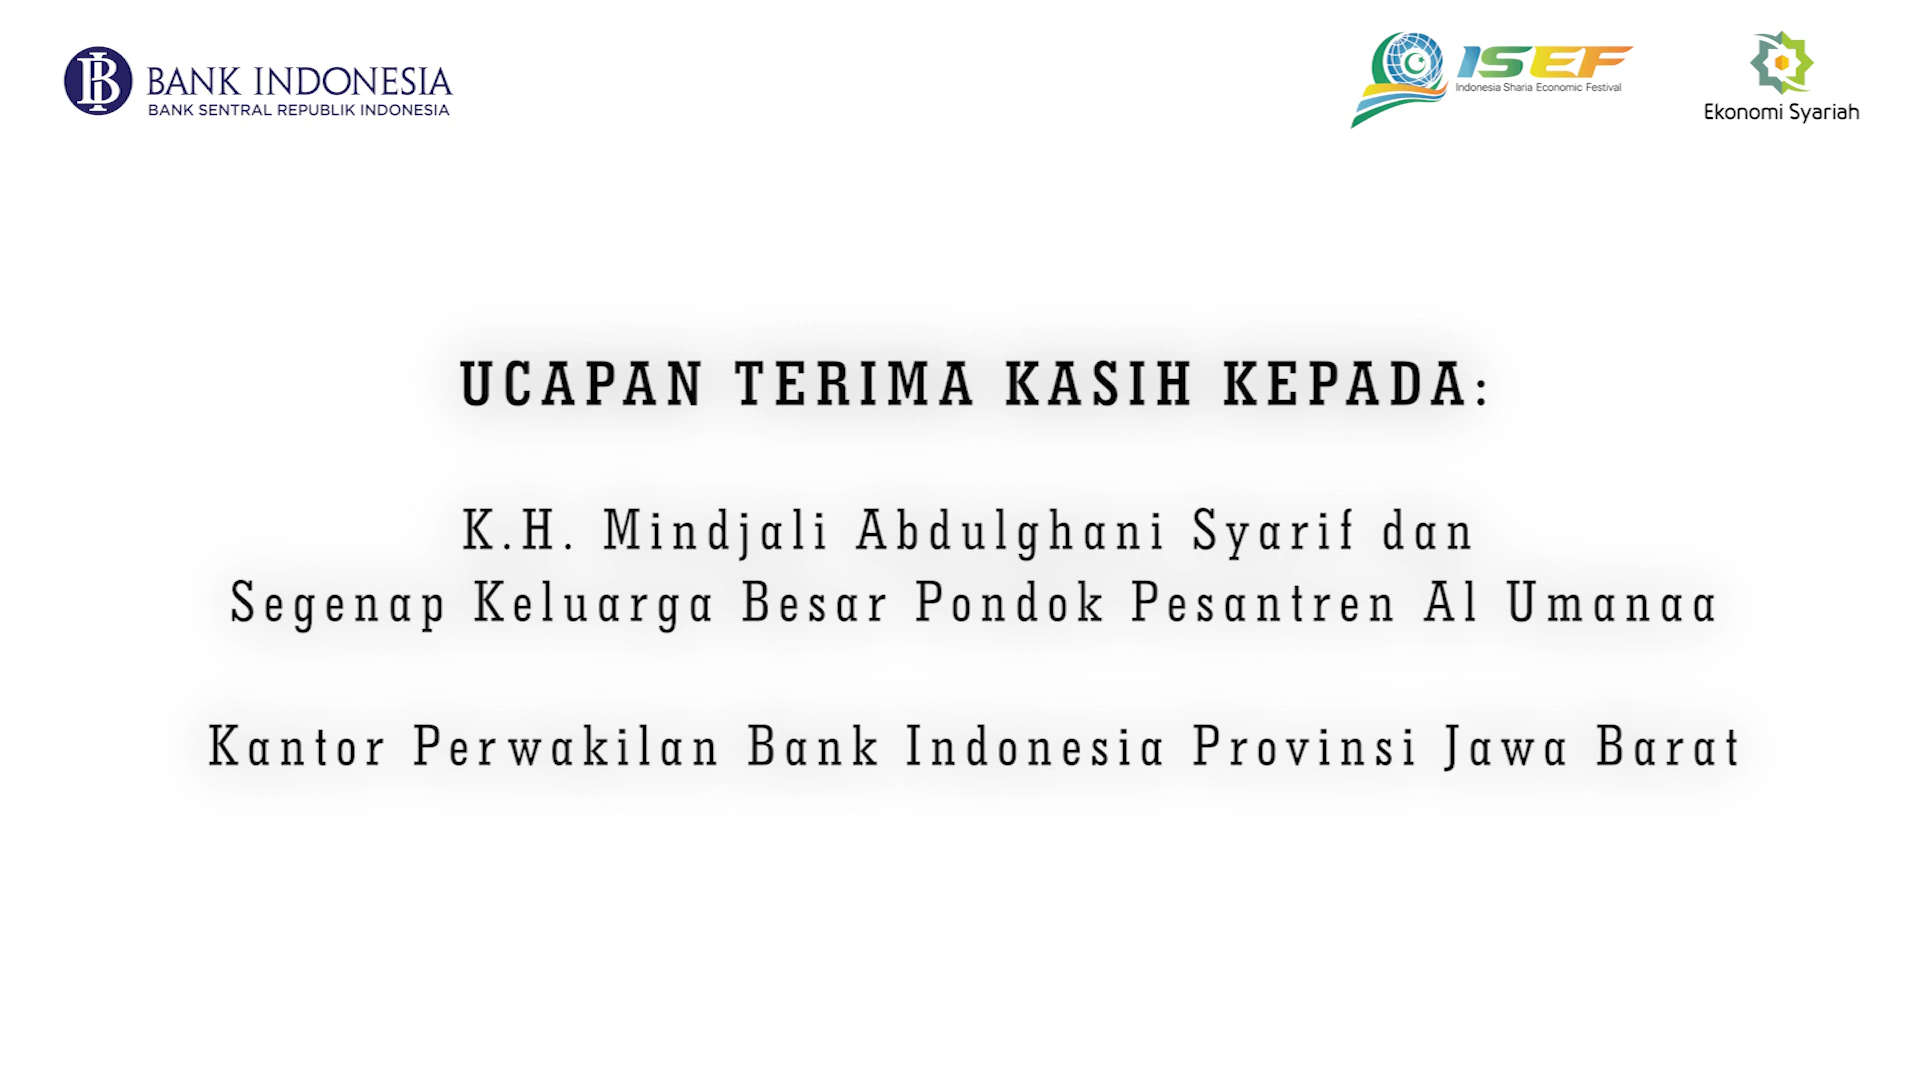 BANK INDONESIA
BANK SENTRAL REPUBLIK INDONESIA
ISEF
Indonesia Sharia Economic Festival
Ekonomi Syariah
UCAPAN TERIMA KASIH KEPADA:
K.H. Mindjali Abdulghani Syarif dan
Segenap Keluarga Besar Pondok Pesantren Al Umanaa
Kantor Perwakilan Bank Indonesia Provinsi Jawa Barat